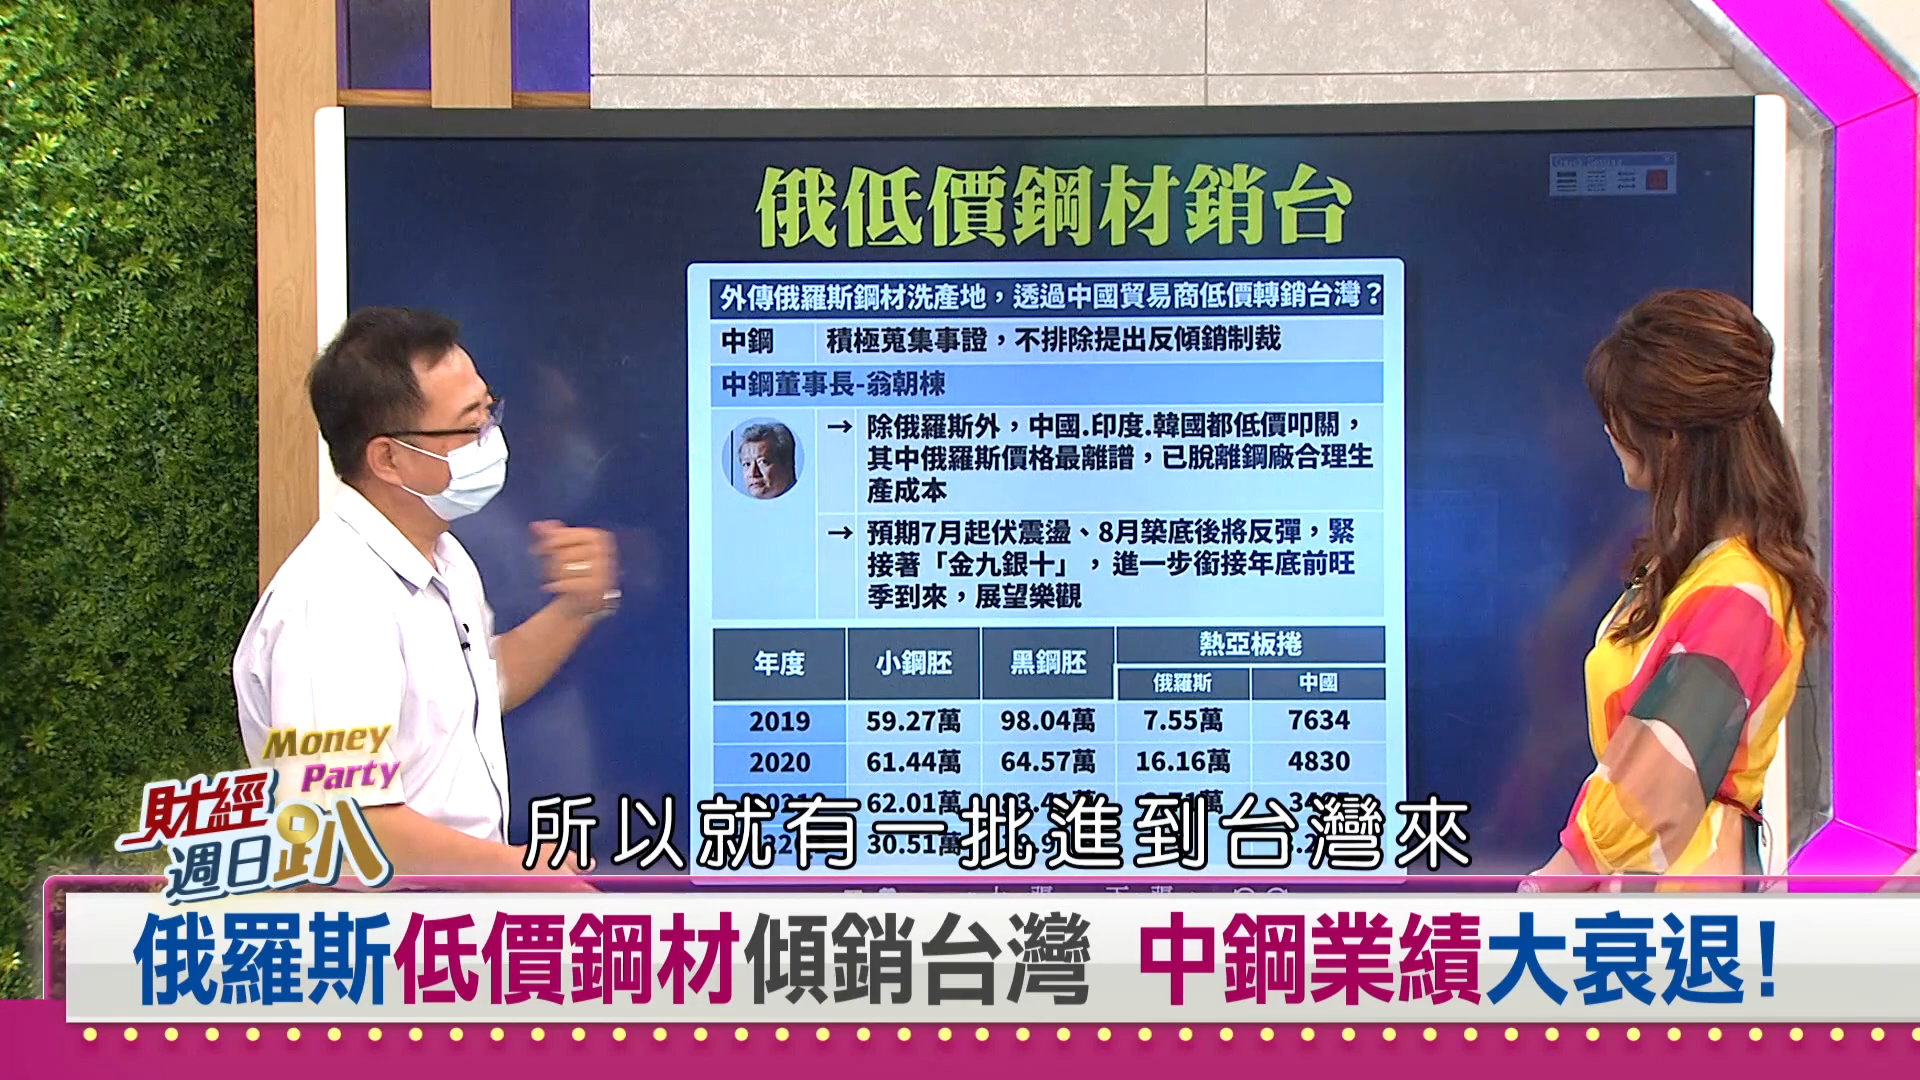 俄低價鋼材銷台
外傳俄羅斯鋼材洗產地，透過中國貿易商低價轉銷台灣？
中鋼 積極蒐集事證，不排除提出反傾銷制裁
中鋼董事長-翁朝棟
→ 除俄羅斯外，中國.印度.韓國都低價叩關，
其中俄羅斯價格最離譜，已脫離鋼廠合理生
產成本
→ 預期7月起伏震盪、8月築底後將反彈，緊
接著「金九銀十」，進一步銜接年底前旺
季到來，展望樂觀
年度 小鋼胚 黑鋼胚 熱亞板捲
俄羅斯 中國
2019 59.27萬 98.04萬 7.55萬 7634
2020 61.44萬 64.57萬 16.16萬 4830
62.01萬
30.51萬
Money
Party
財經
週日趴
所以就有一批進到台灣來
俄羅斯低價鋼材傾銷台灣 中鋼業績大衰退！